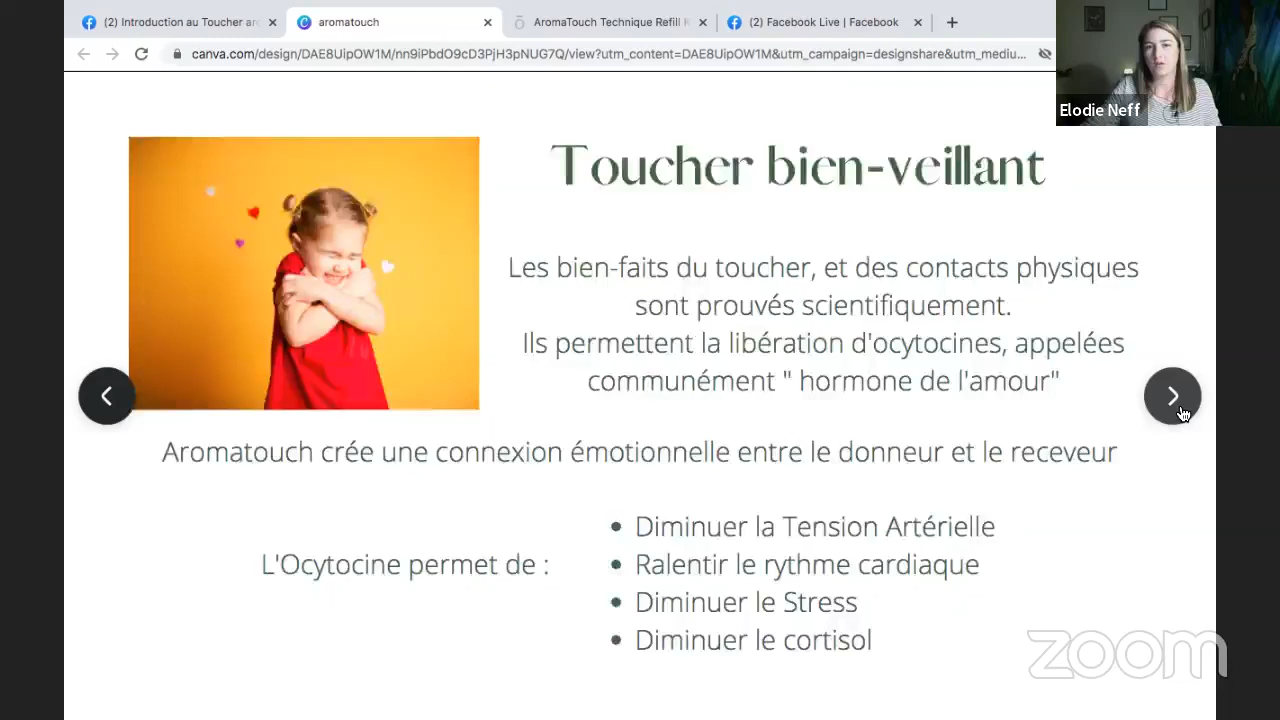 (2) Introduction au Toucher ar
aromatouch
AromaTouch Technique Refill K
(2) Facebook Live | Facebook
canva.com/design/DAE8UipOW1M/nn9iPbdO9cD3PjH3pNUG7Q/view?utm_content=DAE8UipOW1M&utm_campaign=designshare&utm_mediu...
Elodie Neff
Toucher bien-veillant
Les bien-faits du toucher, et des contacts physiques
sont prouvés scientifiquement.
Ils permettent la libération d'ocytocines, appelées
communément " hormone de l'amour"
Aromatouch crée une connexion émotionnelle entre le donneur et le receveur
L'Ocytocine permet de :
• Diminuer la Tension Artérielle
• Ralentir le rythme cardiaque
• Diminuer le Stress
• Diminuer le cortisol
zoom